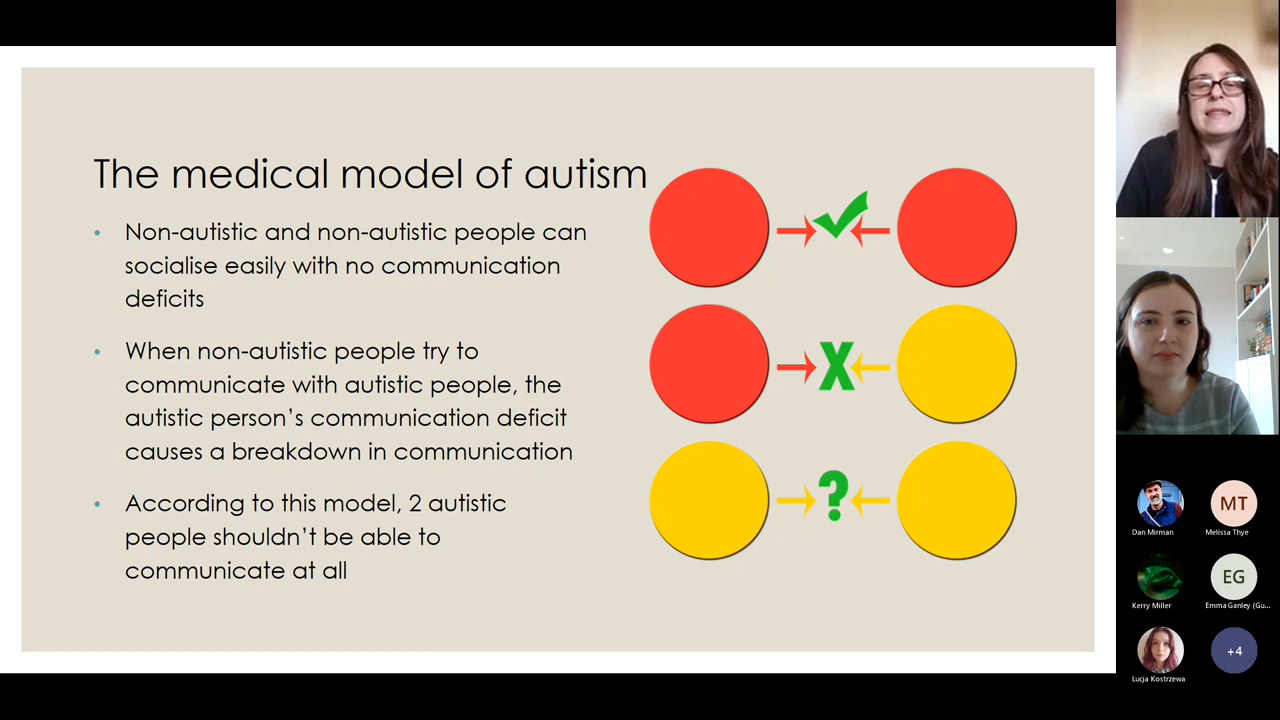 The medical model of autism
• Non-autistic and non-autistic people can
socialise easily with no communication
deficits
• When non-autistic people try to
communicate with autistic people, the
autistic person's communication deficit
causes a breakdown in communication
• According to this model, 2 autistic
people shouldn't be able to
communicate at all
X
?
Dan Mirman
MT
Melissa Thye
Kerry Miller
EG
Emma Ganley (Gu...
Lucja Kostrzewa
+4